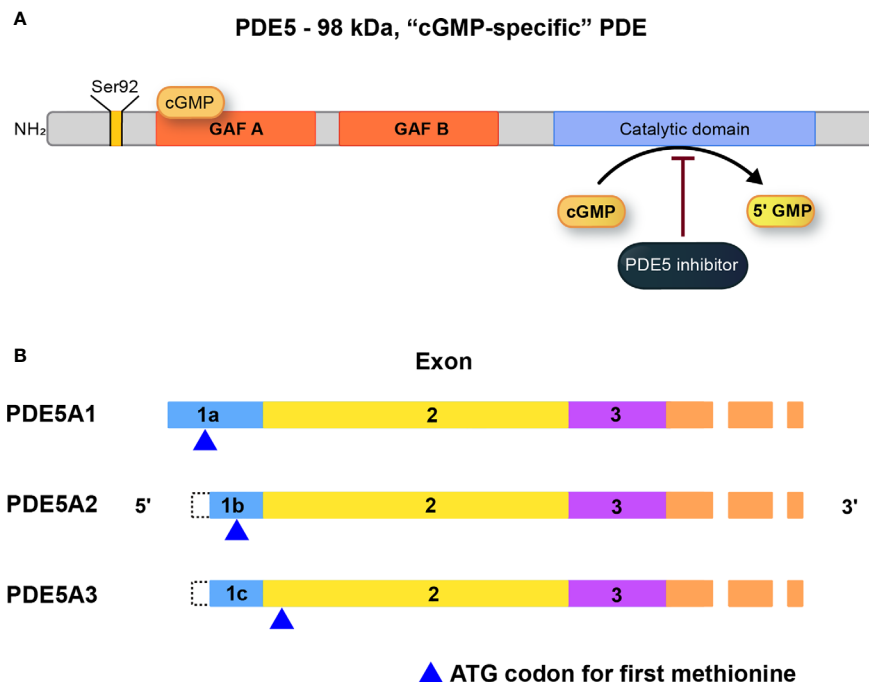 A
PDE5 - 98 kDa, “cGMP-specific” PDE
Ser92
cGMP
NH₂
GAF A
GAF B
Catalytic domain
cGMP
5' GMP
PDE5 inhibitor
B
Exon
PDE5A1
1a
2
3
PDE5A2
5'
1b
2
3
3'
PDE5A3
1c
2
3
ATG codon for first methionine